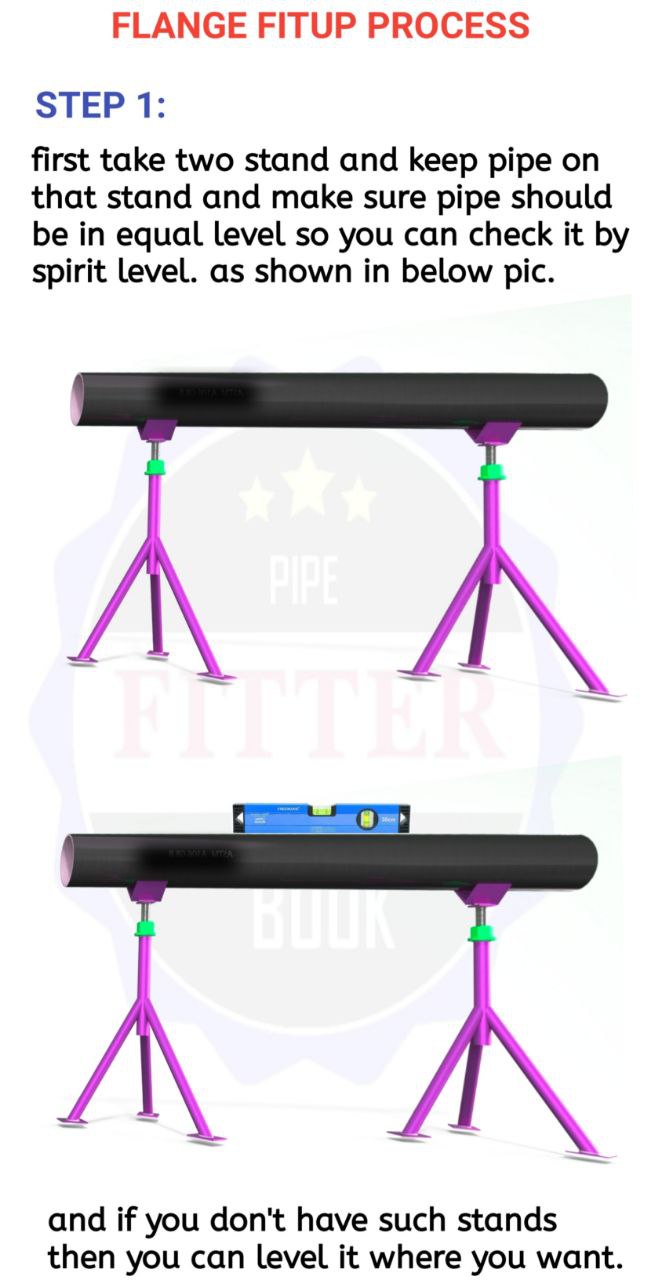 FLANGE FITUP PROCESS
STEP 1:
first take two stand and keep pipe on
that stand and make sure pipe should
be in equal level so you can check it by
spirit level. as shown in below pic.
PIPE
FITTER
BOOK
and if you don't have such stands
then you can level it where you want.